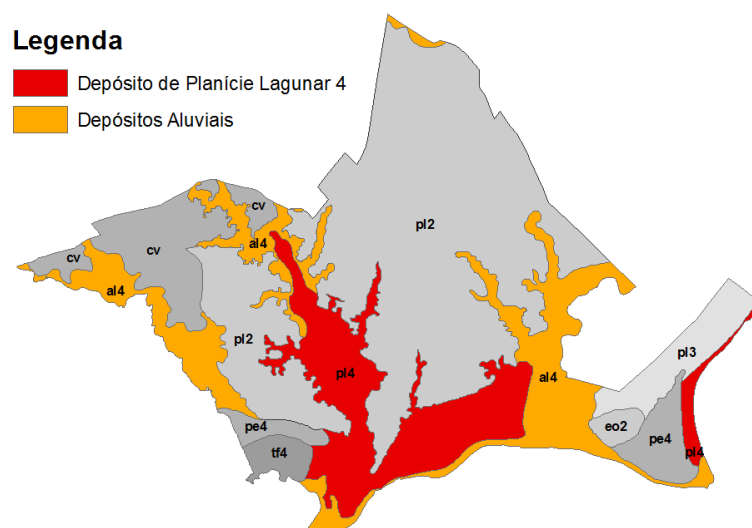 Legenda
Depósito de Planície Lagunar 4
Depósitos Aluviais
cv
pl2
al4
cv
cv
al4
pl2
pl3
pl4
al4
pe4
eo2
pe4
tf4
pl4